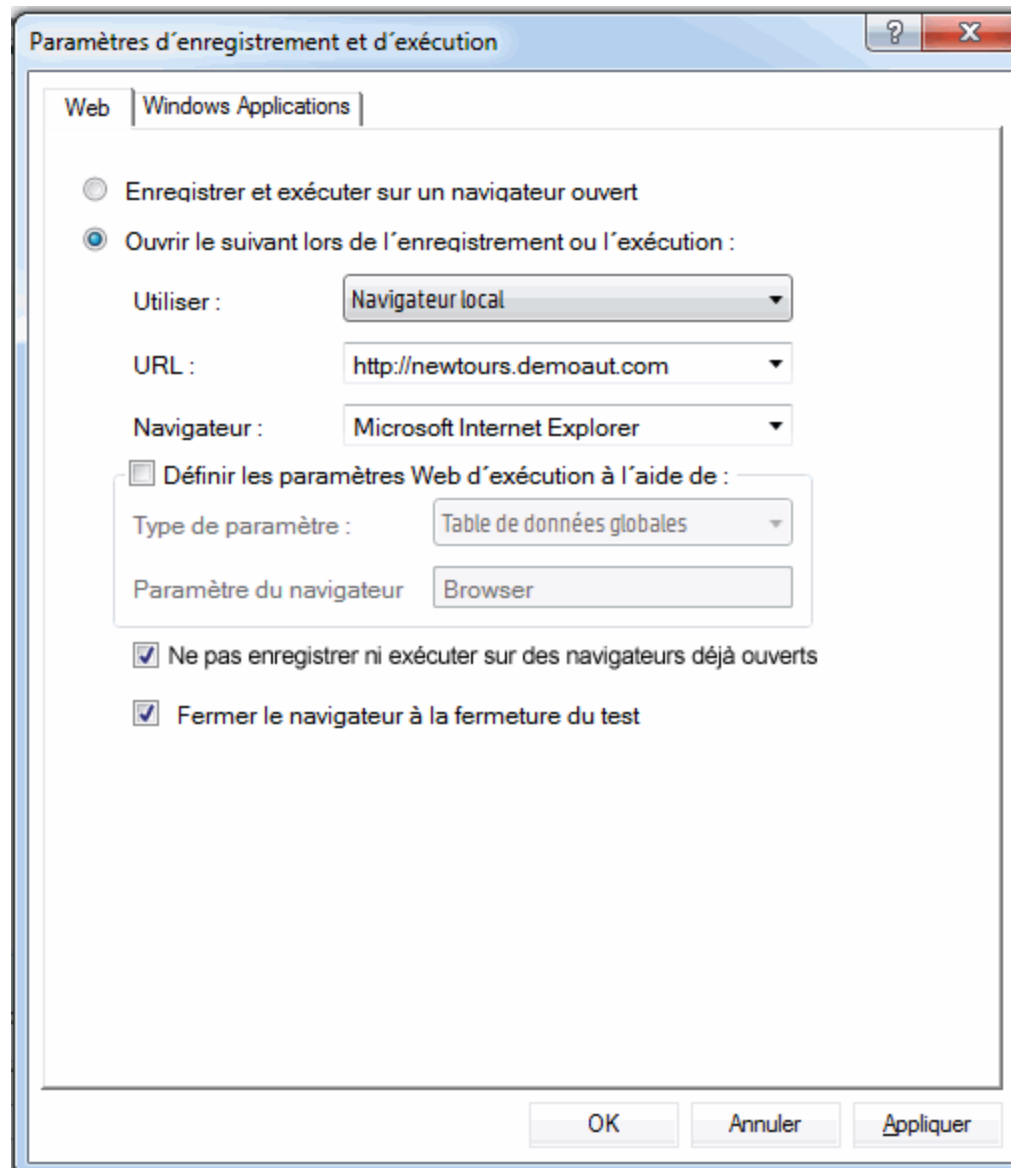 Paramètres d´enregistrement et d´exécution
Web
Windows Applications
Enregistrer et exécuter sur un navigateur ouvert
Ouvrir le suivant lors de l´enregistrement ou l´exécution :
Utiliser : Navigateur local
URL : http://newtours.demoaut.com
Navigateur : Microsoft Internet Explorer
Définir les paramètres Web d´exécution à l´aide de :
Type de paramètre : Table de données globales
Paramètre du navigateur Browser
Ne pas enregistrer ni exécuter sur des navigateurs déjà ouverts
Fermer le navigateur à la fermeture du test
OK Annuler Appliquer